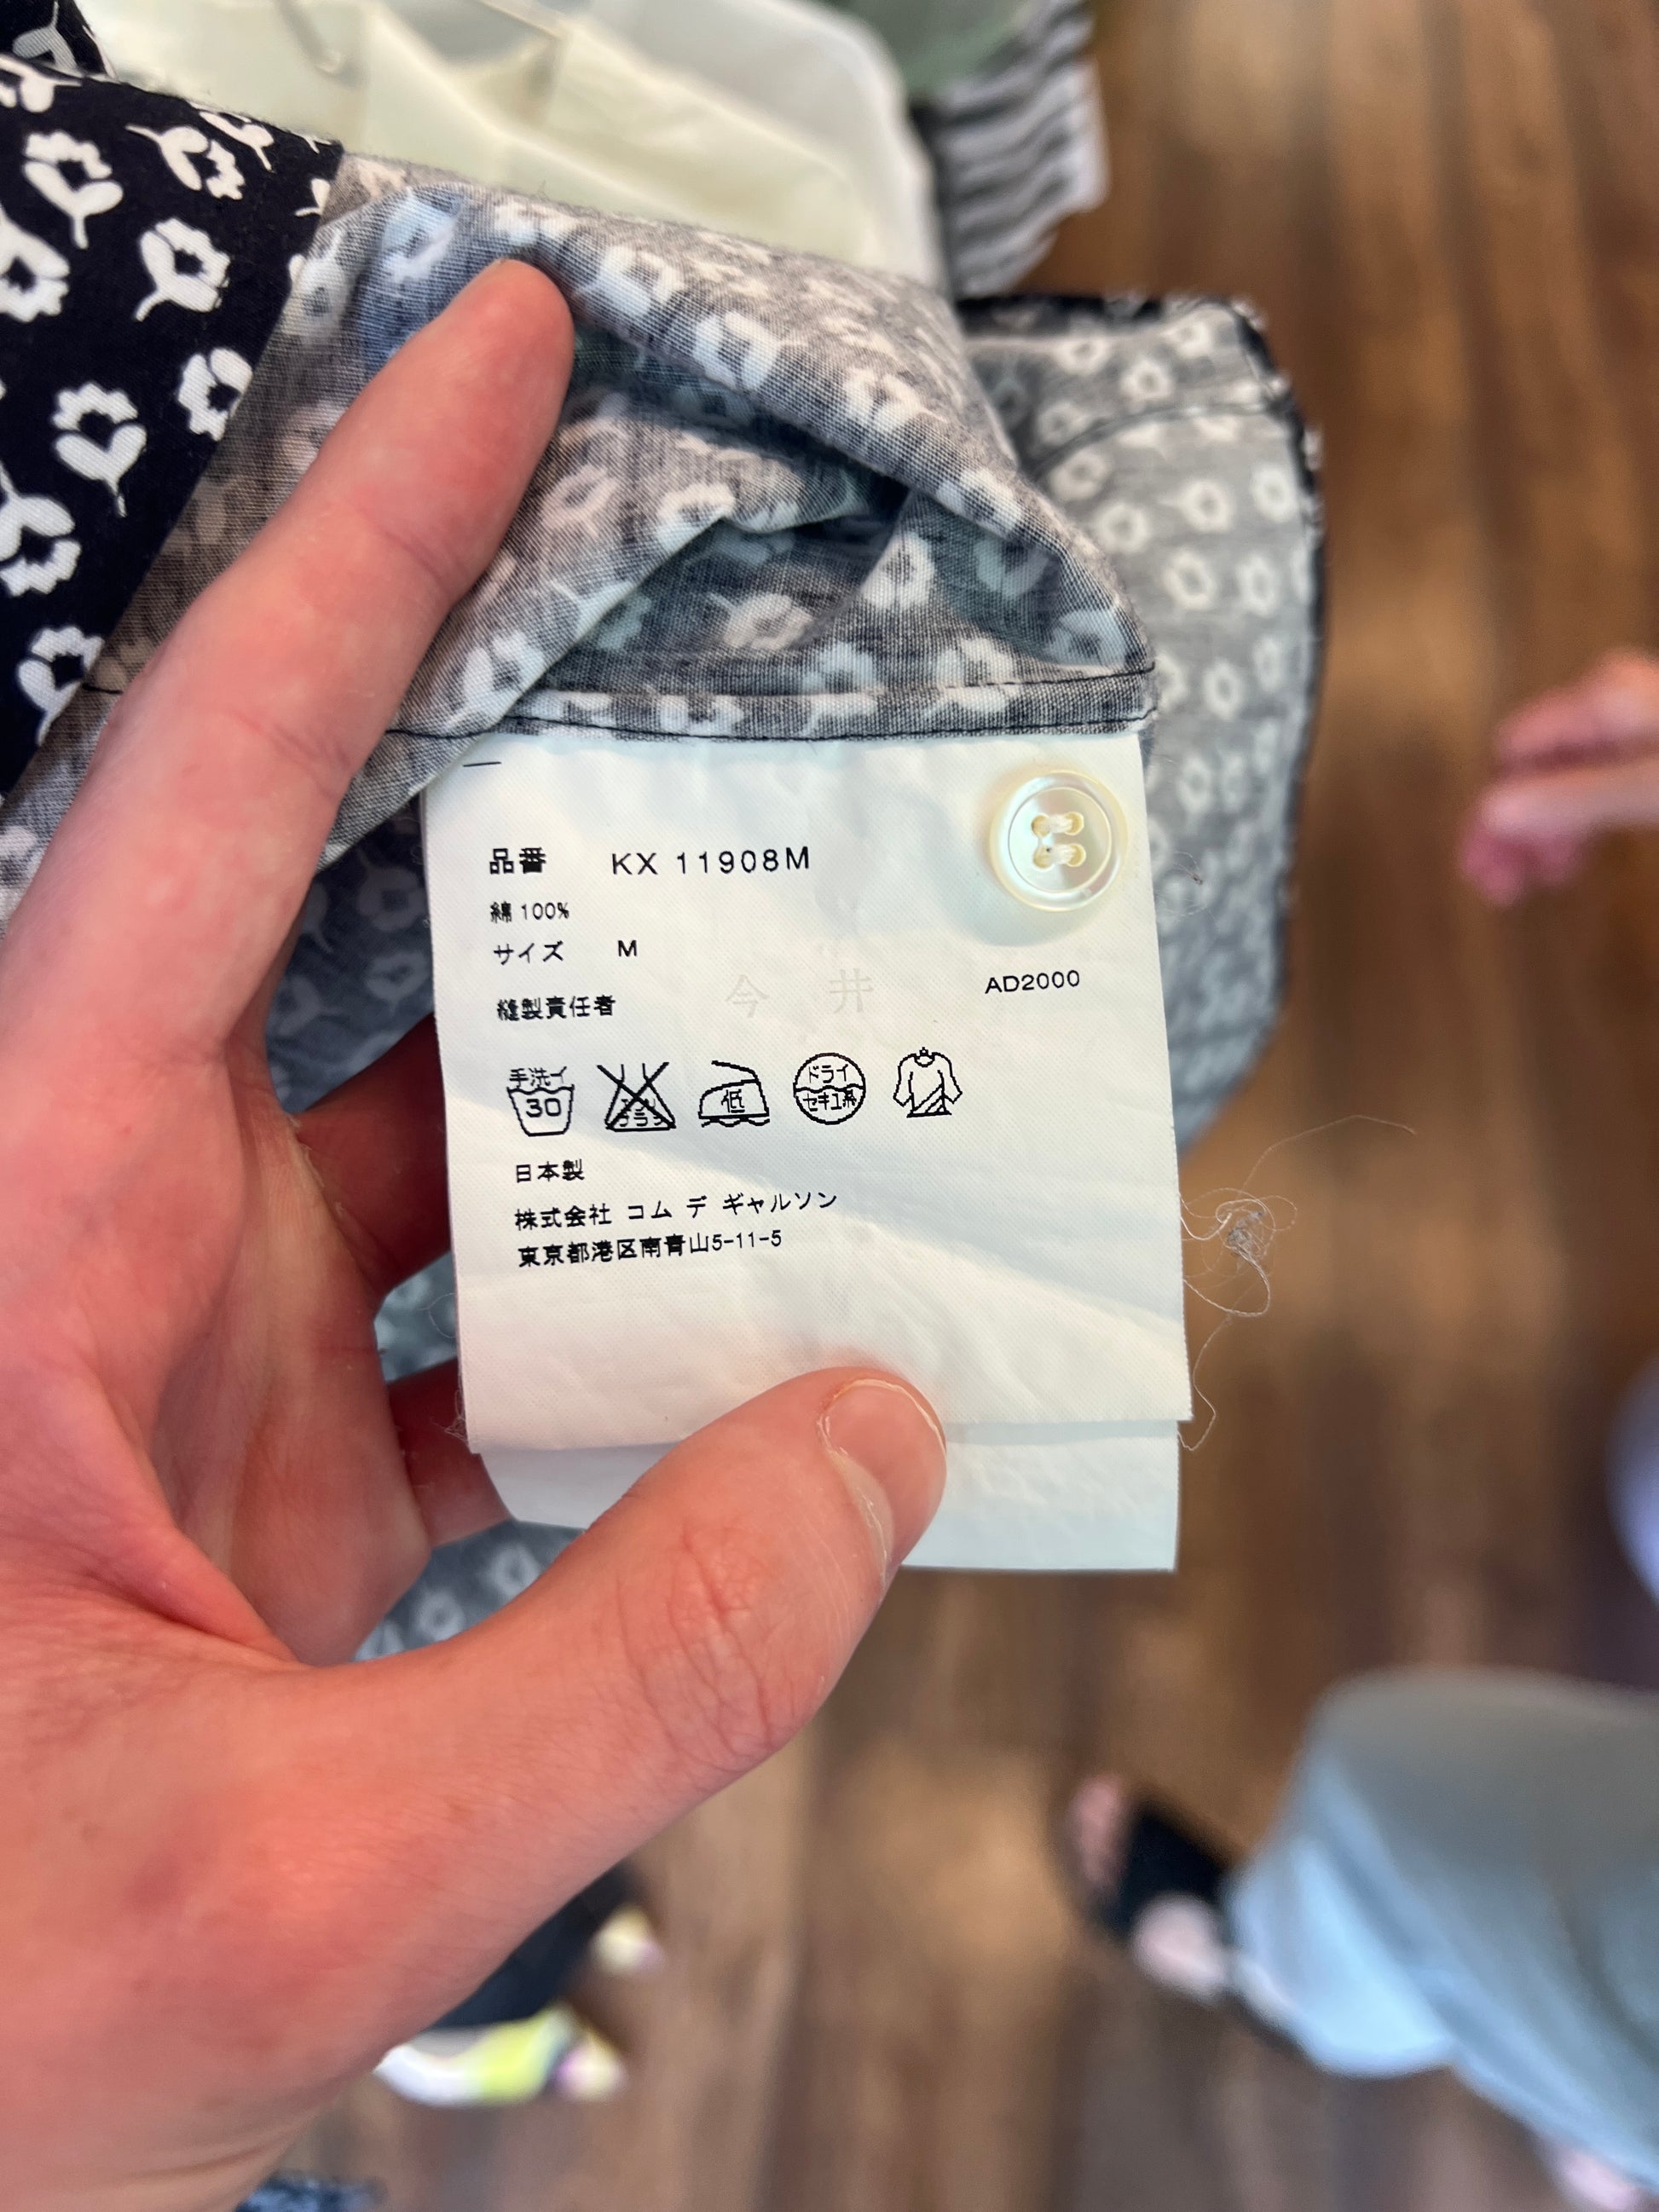 品番 KX 11908M
綿 100%
サイズ M
縫製責任者 今 井 AD2000
手洗イ 30 低 ドライ セキユ系
日本製
株式会社 コム デ ギャルソン
東京都港区南青山5-11-5